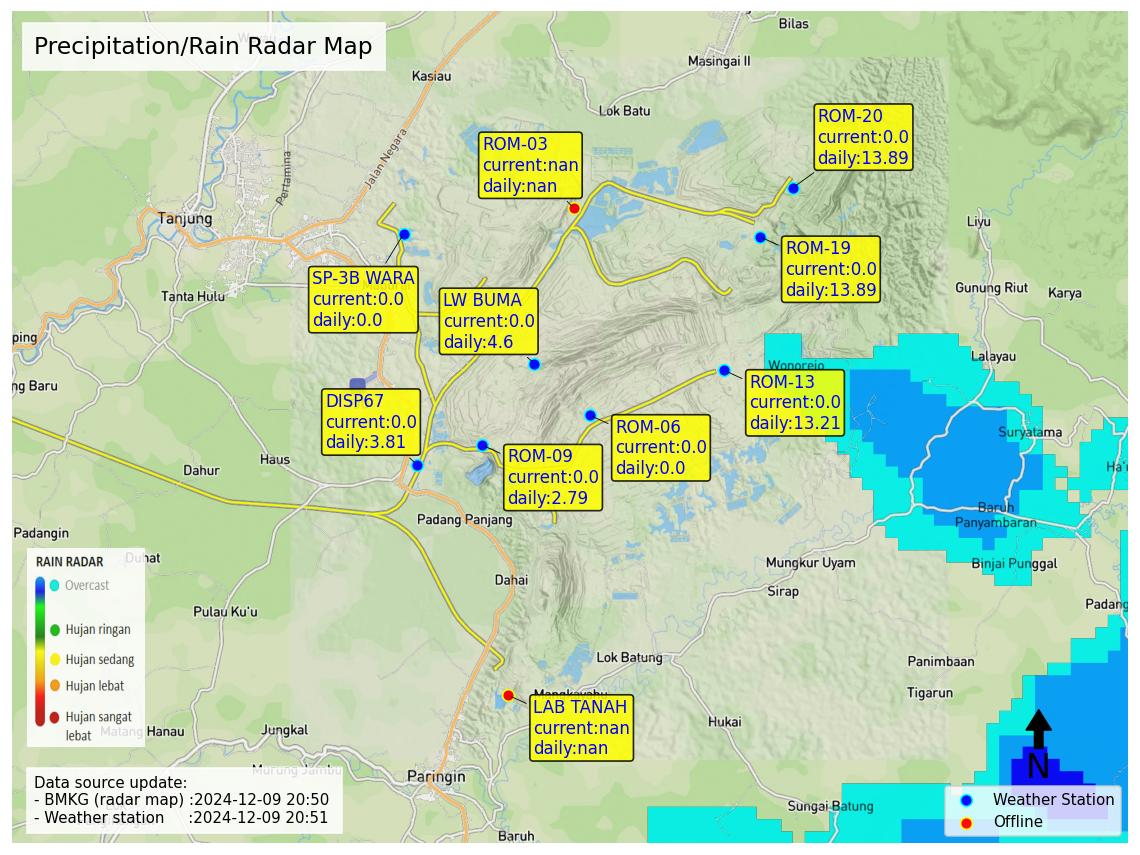 Precipitation/Rain Radar Map
Bilas
Masingai II
Kasiau
Lok Batu
Jalan Negara
Pertamina
Tanjung
Tanta Hulu
ROM-03
current:nan
daily:nan
ROM-20
current:0.0
daily:13.89
ROM-19
current:0.0
daily:13.89
Liyu
Gunung Riut
Karya
Lalayau
SP-3B WARA
current:0.0
daily:0.0
LW BUMA
current:0.0
daily:4.6
ping
ng Baru
Wonorejo
ROM-13
current:0.0
daily:13.21
DISP67
current:0.0
daily:3.81
ROM-06
current:0.0
daily:0.0
ROM-09
current:0.0
daily:2.79
Suryatama
Ha'u
Haus
Dahur
Baruh
Panyambaran
Padang Panjang
Padangin
Duhat
Mungkur Uyam
Binjai Punggal
Dahai
Sirap
Pulau Ku'u
Padang
Lok Batung
Panimbaan
Tigarun
Mangkayahu
LAB TANAH
current:nan
daily:nan
Hukai
RAIN RADAR
Overcast
Hujan ringan
Hujan sedang
Hujan lebat
Hujan sangat
lebat
Matang Hanau
Jungkal
Murung Jambu
Paringin
Sungai Batung
Baruh
Data source update:
- BMKG (radar map) :2024-12-09 20:50
- Weather station :2024-12-09 20:51
N
Weather Station
Offline